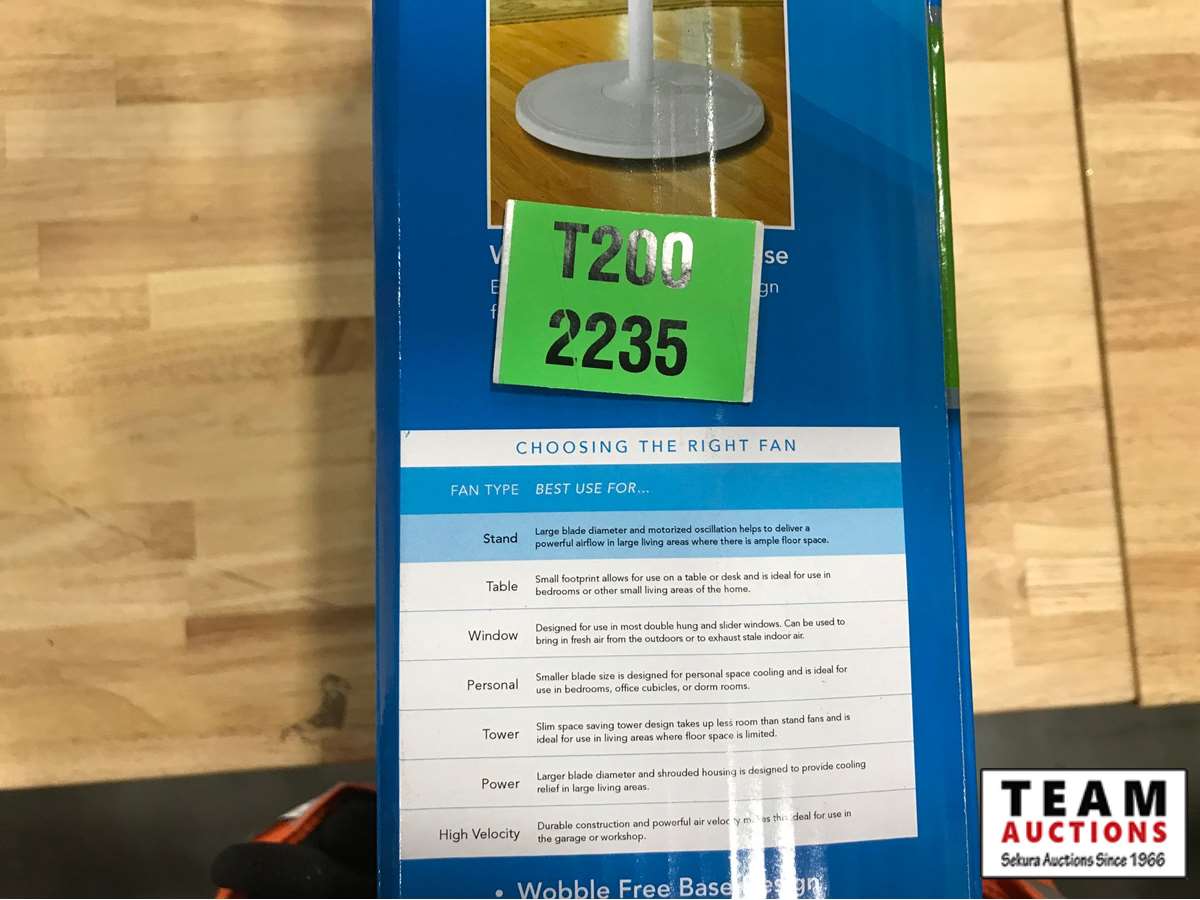 se
gn
T200
2235
CHOOSING THE RIGHT FAN
FAN TYPE BEST USE FOR...
Stand Large blade diameter and motorized oscillation helps to deliver a
powerful airflow in large living areas where there is ample floor space.
Table Small footprint allows for use on a table or desk and is ideal for use in
bedrooms or other small living areas of the home.
Window Designed for use in most double hung and slider windows. Can be used to
bring in fresh air from the outdoors or to exhaust stale indoor air.
Personal Smaller blade size is designed for personal space cooling and is ideal for
use in bedrooms, office cubicles, or dorm rooms.
Tower Slim space saving tower design takes up less room than stand fans and is
ideal for use in living areas where floor space is limited.
Power Larger blade diameter and shrouded housing is designed to provide cooling
relief in large living areas.
High Velocity Durable construction and powerful air velocity makes this ideal for use in
the garage or workshop.
• Wobble Free Base Design
TEAM
AUCTIONS
Sekura Auctions Since 1966